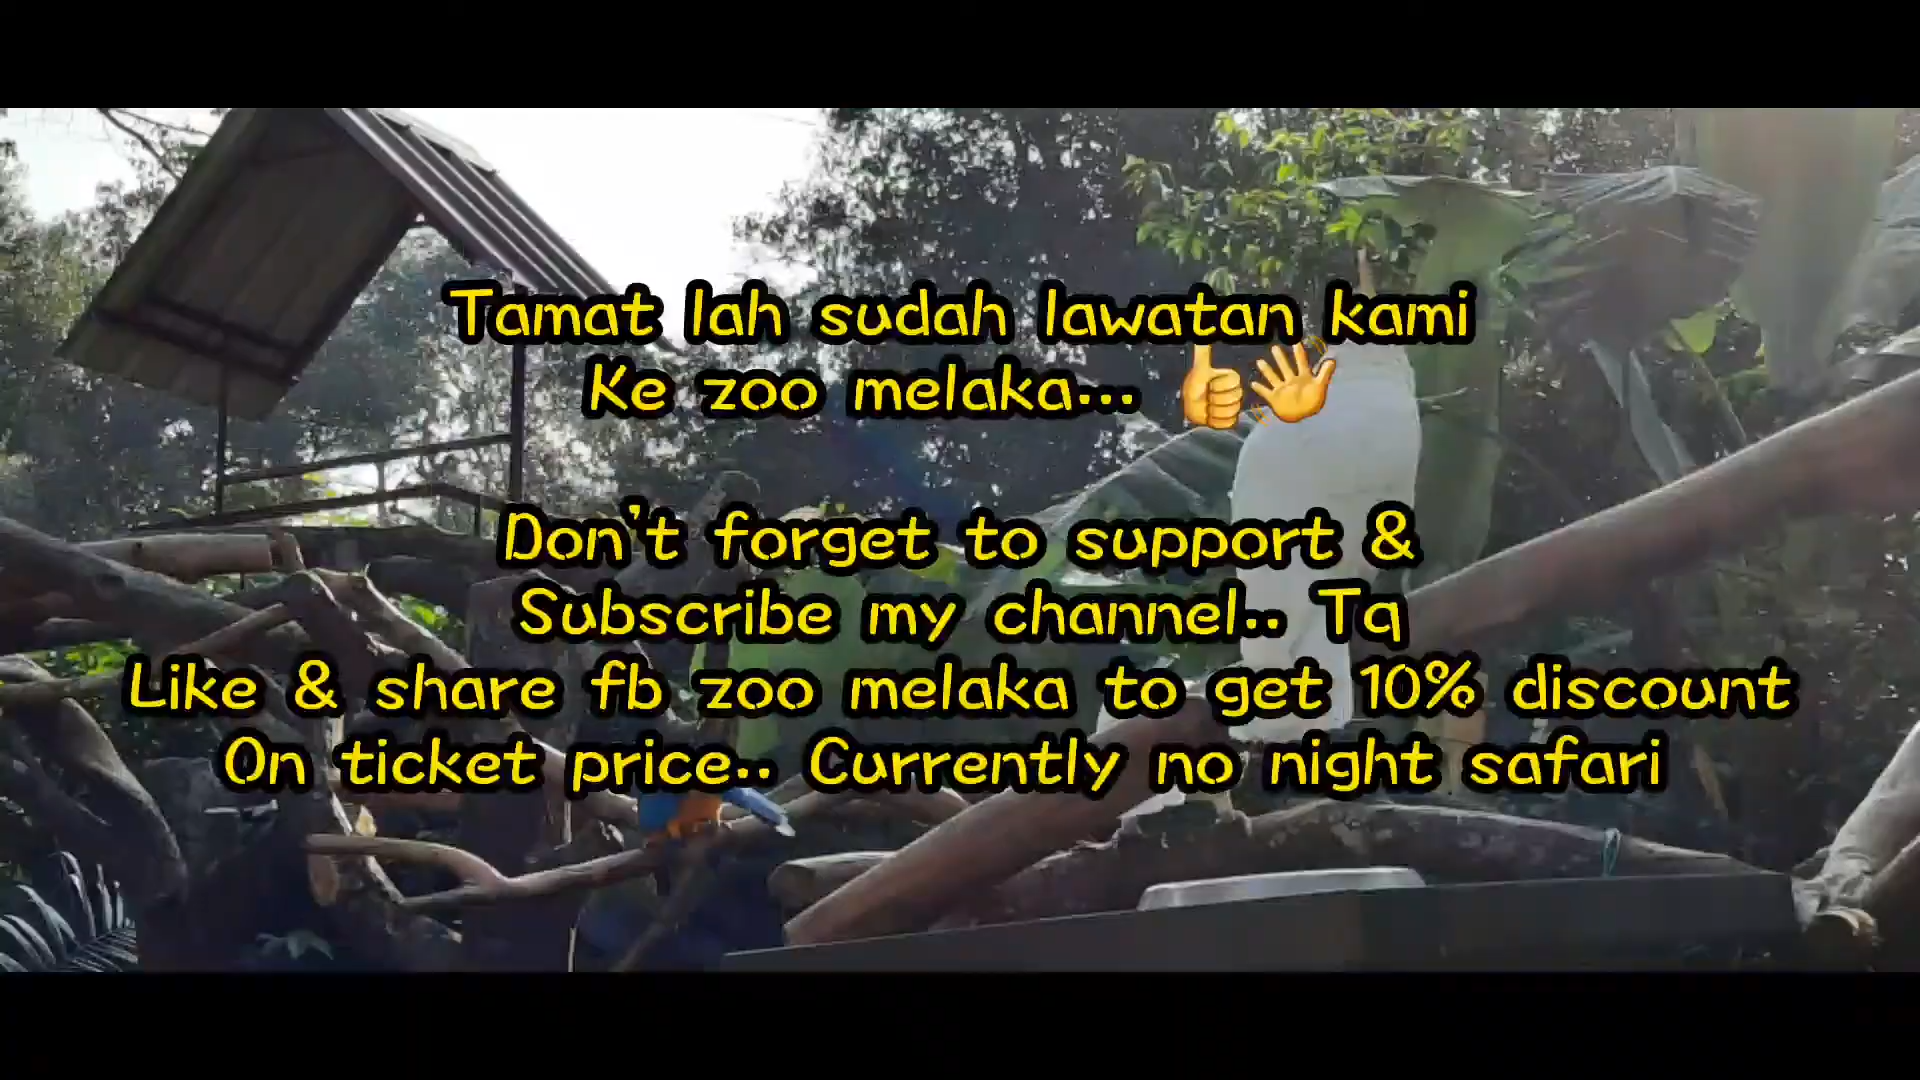 Tamat lah sudah lawatan kami
Ke zoo melaka... 👍👋
Don't forget to support &
Subscribe my channel.. Tq
Like & share fb zoo melaka to get 10% discount
On ticket price.. Currently no night safari